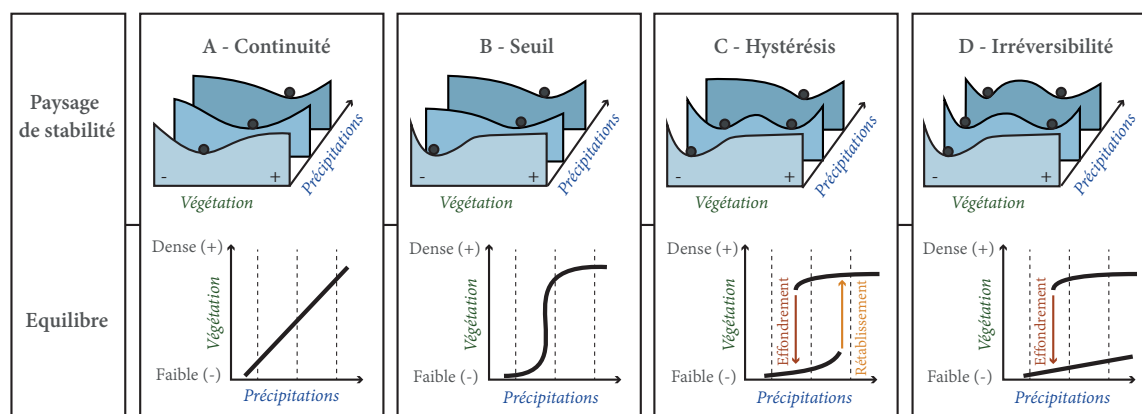 Paysage
de stabilité
A - Continuité
- +
Végétation
Précipitations
B - Seuil
- +
Végétation
Précipitations
C - Hystérésis
- +
Végétation
Précipitations
D - Irréversibilité
- +
Végétation
Précipitations
Equilibre
Dense (+)
Végétation
Faible (-)
Précipitations
Dense (+)
Végétation
Faible (-)
Précipitations
Dense (+)
Végétation
Effondrement
Rétablissement
Faible (-)
Précipitations
Dense (+)
Végétation
Effondrement
Faible (-)
Précipitations